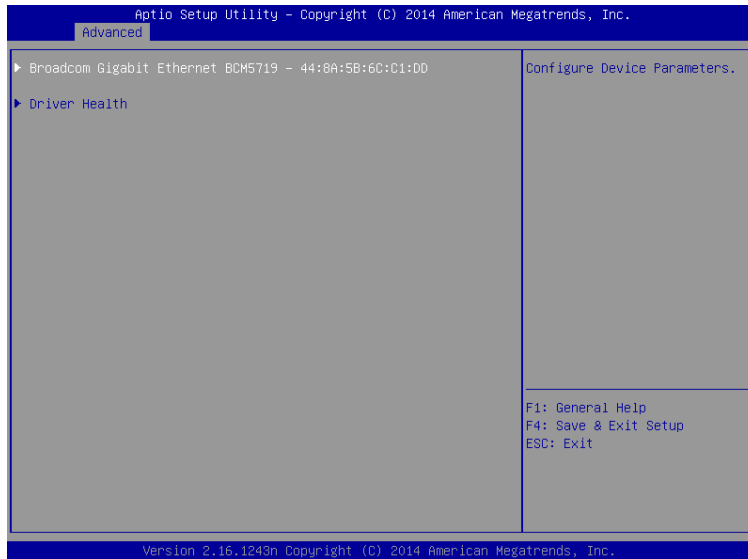 Aptio Setup Utility – Copyright (C) 2014 American Megatrends, Inc.
Advanced
Broadcom Gigabit Ethernet BCM5719 – 44:8A:5B:6C:C1:DD
Configure Device Parameters.
Driver Health
F1: General Help
F4: Save & Exit Setup
ESC: Exit
Version 2.16.1243n Copyright (C) 2014 American Megatrends, Inc.